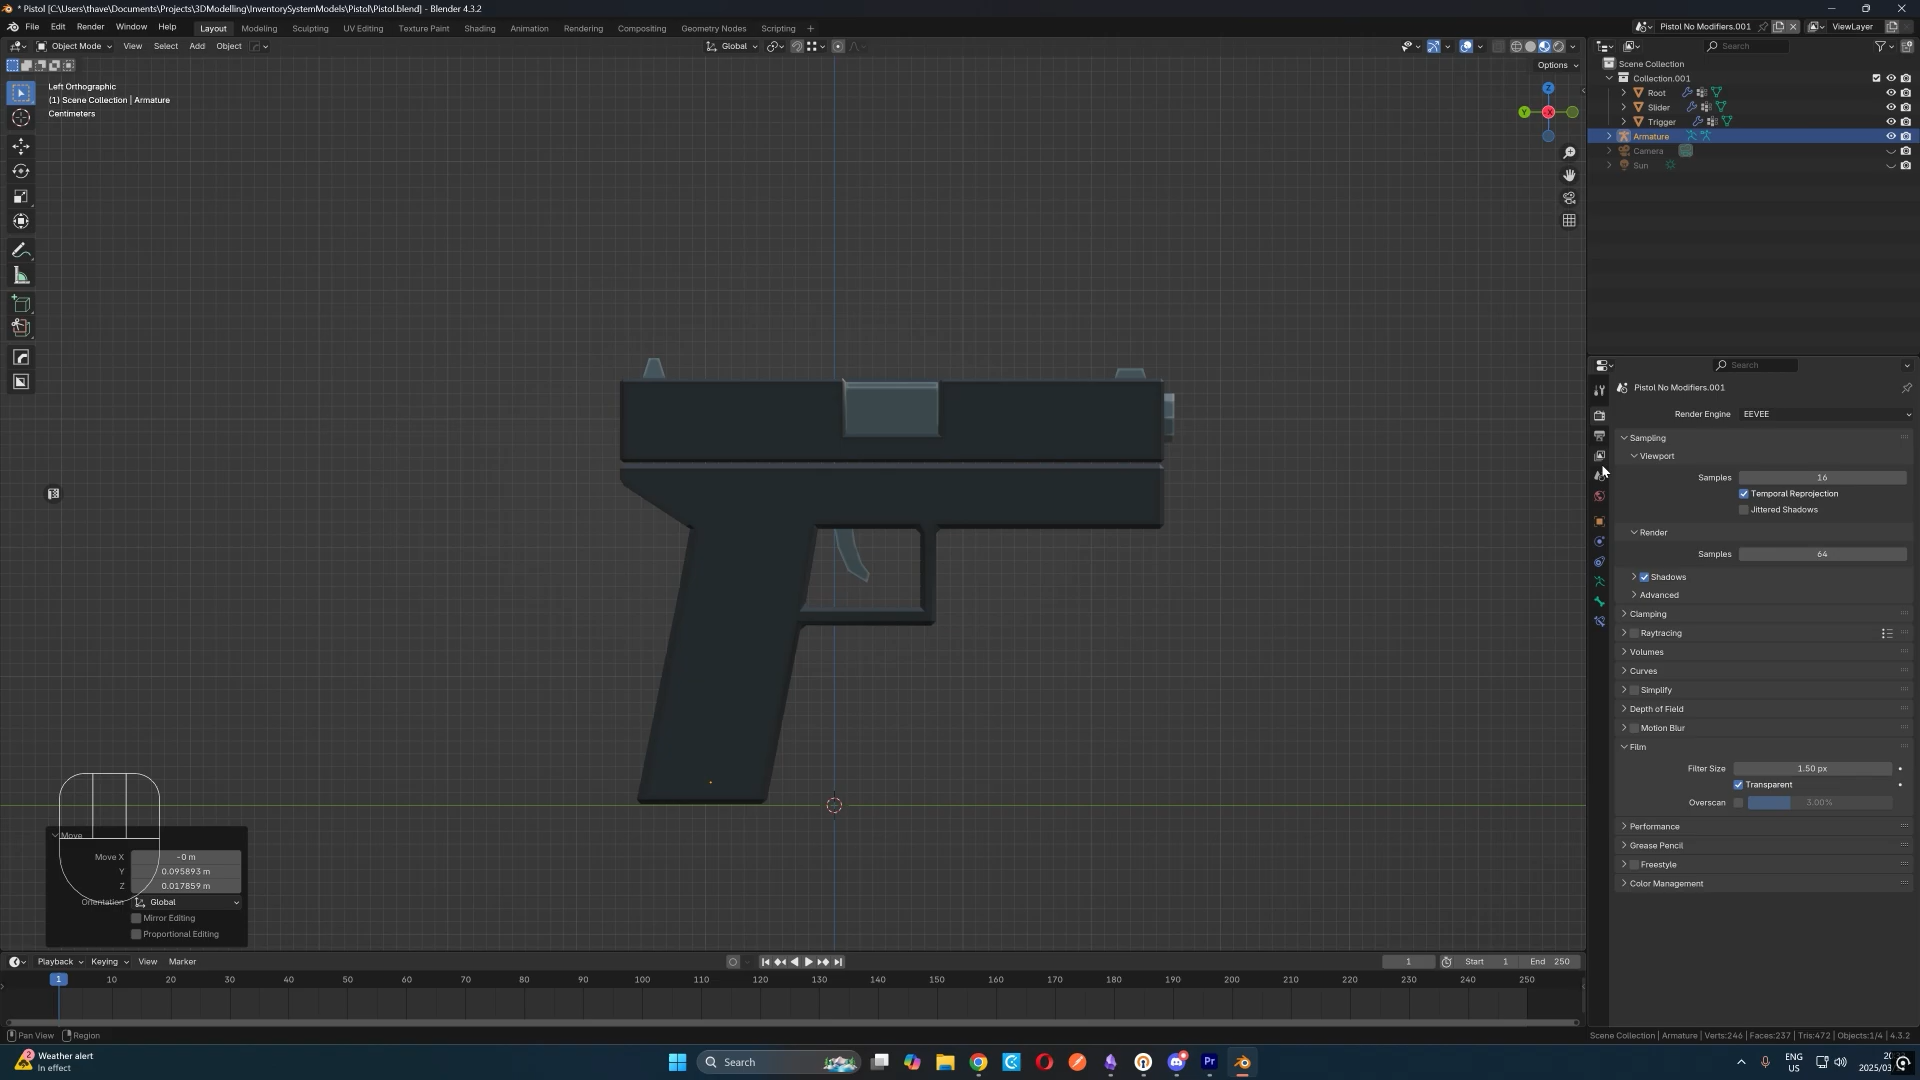 * Pistol [C:\Users\thave\Documents\Projects\3DModelling\InventorySystemModels\Pistol\Pistol.blend] - Blender 4.3.2
File Edit Render Window Help Layout Modeling Sculpting UV Editing Texture Paint Shading Animation Rendering Compositing Geometry Nodes Scripting + Pistol No Modifiers.001 ViewLayer
Object Mode View Select Add Object Global Search
Options
Left Orthographic
(1) Scene Collection | Armature
Centimeters
Z
Y X
Scene Collection
Collection.001
Root
Slider
Trigger
Armature
Camera
Sun
Search
Pistol No Modifiers.001
Render Engine EEVEE
Sampling
Viewport
Samples 16
Temporal Reprojection
Jittered Shadows
Render
Samples 64
Shadows
Advanced
Clamping
Raytracing
Volumes
Curves
Simplify
Depth of Field
Motion Blur
Film
Filter Size 1.50 px
Transparent
Overscan 3.00%
Performance
Grease Pencil
Freestyle
Color Management
Move
Move X -0 m
Y 0.095893 m
Z 0.017859 m
Orientation Global
Mirror Editing
Proportional Editing
Playback Keying View Marker 1 Start 1 End 250
1 10 20 30 40 50 60 70 80 90 100 110 120 130 140 150 160 170 180 190 200 210 220 230 240 250
Pan View Region Scene Collection | Armature | Verts:246 | Faces:237 | Tris:472 | Objects:1/4 | 4.3.2
2 Weather alert
In effect
Search
Pr
ENG
US
2025/03